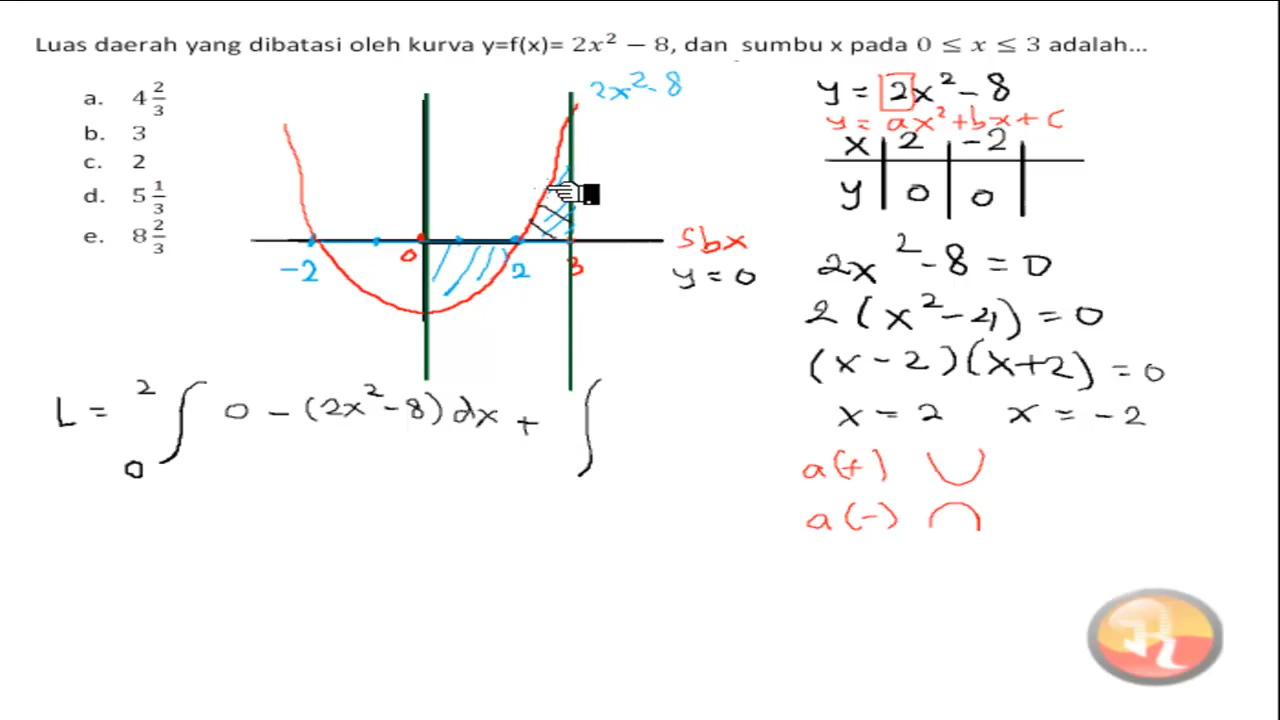 Luas daerah yang dibatasi oleh kurva y=f(x)= 2x² − 8, dan sumbu x pada 0 ≤ x ≤ 3 adalah...
a. 4 2/3
b. 3
c. 2
d. 5 1/3
e. 8 2/3
2x²-8
-2 0 2 3
sbx
y = 0
L = ₀²∫ 0 - (2x²-8) dx + ∫
y = 2x² - 8
y = ax² + bx + c
x | 2 | -2 |
y | 0 | 0 |
2x² - 8 = 0
2 (x² - 4) = 0
(x - 2)(x+2) = 0
x = 2 x = -2
a(+)
a(-)